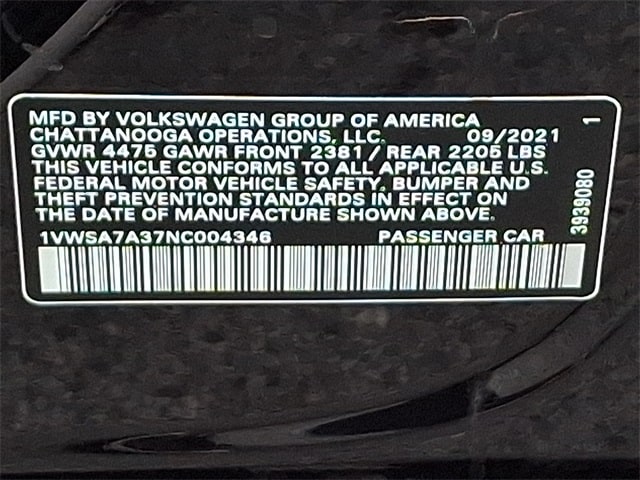 MFD BY VOLKSWAGEN GROUP OF AMERICA
CHATTANOOGA OPERATIONS, LLC. 09/2021
GVWR 4475 GAWR FRONT 2381 / REAR 2205 LBS
THIS VEHICLE CONFORMS TO ALL APPLICABLE U.S.
FEDERAL MOTOR VEHICLE SAFETY, BUMPER AND
THEFT PREVENTION STANDARDS IN EFFECT ON
THE DATE OF MANUFACTURE SHOWN ABOVE.
1VWSA7A37NC004346 PASSENGER CAR
3939080 1